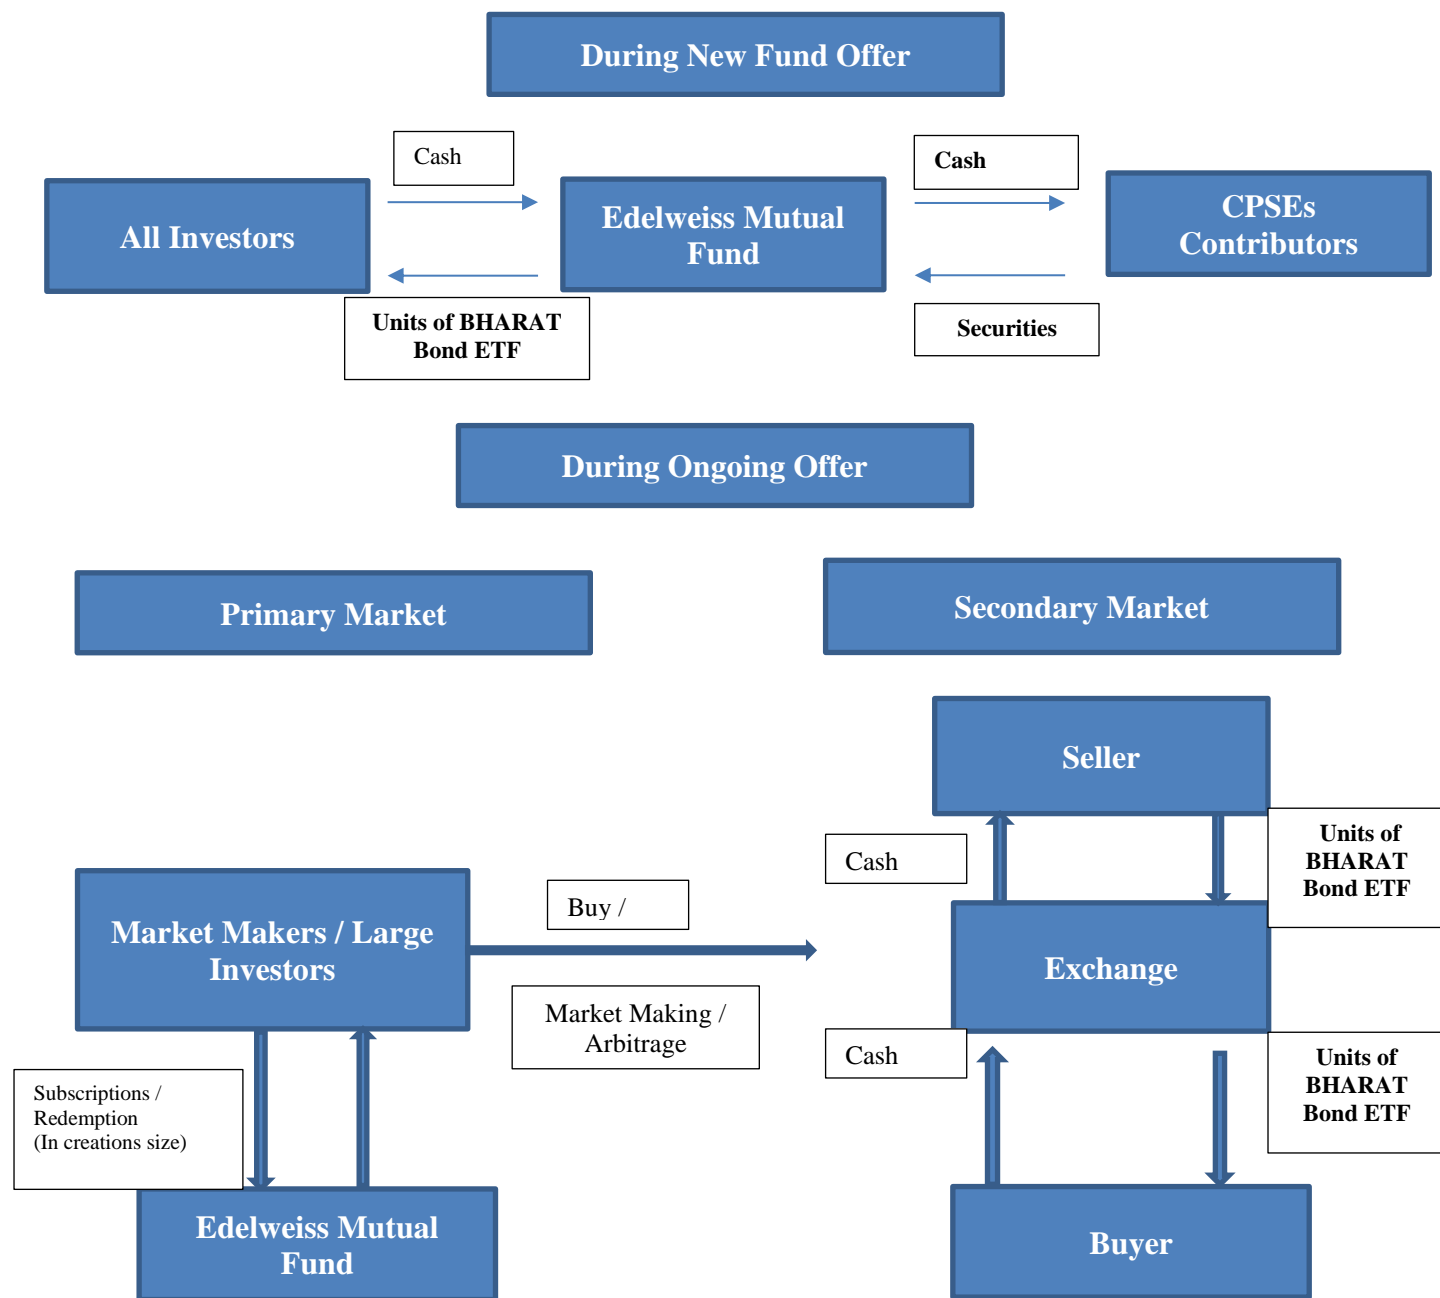 During New Fund Offer
Cash
Cash
All Investors
Edelweiss Mutual
Fund
CPSEs
Contributors
Units of BHARAT
Bond ETF
Securities
During Ongoing Offer
Primary Market
Secondary Market
Seller
Cash
Units of
BHARAT
Bond ETF
Market Makers / Large
Investors
Buy /
Exchange
Market Making /
Arbitrage
Cash
Units of
BHARAT
Bond ETF
Subscriptions /
Redemption
(In creations size)
Edelweiss Mutual
Fund
Buyer